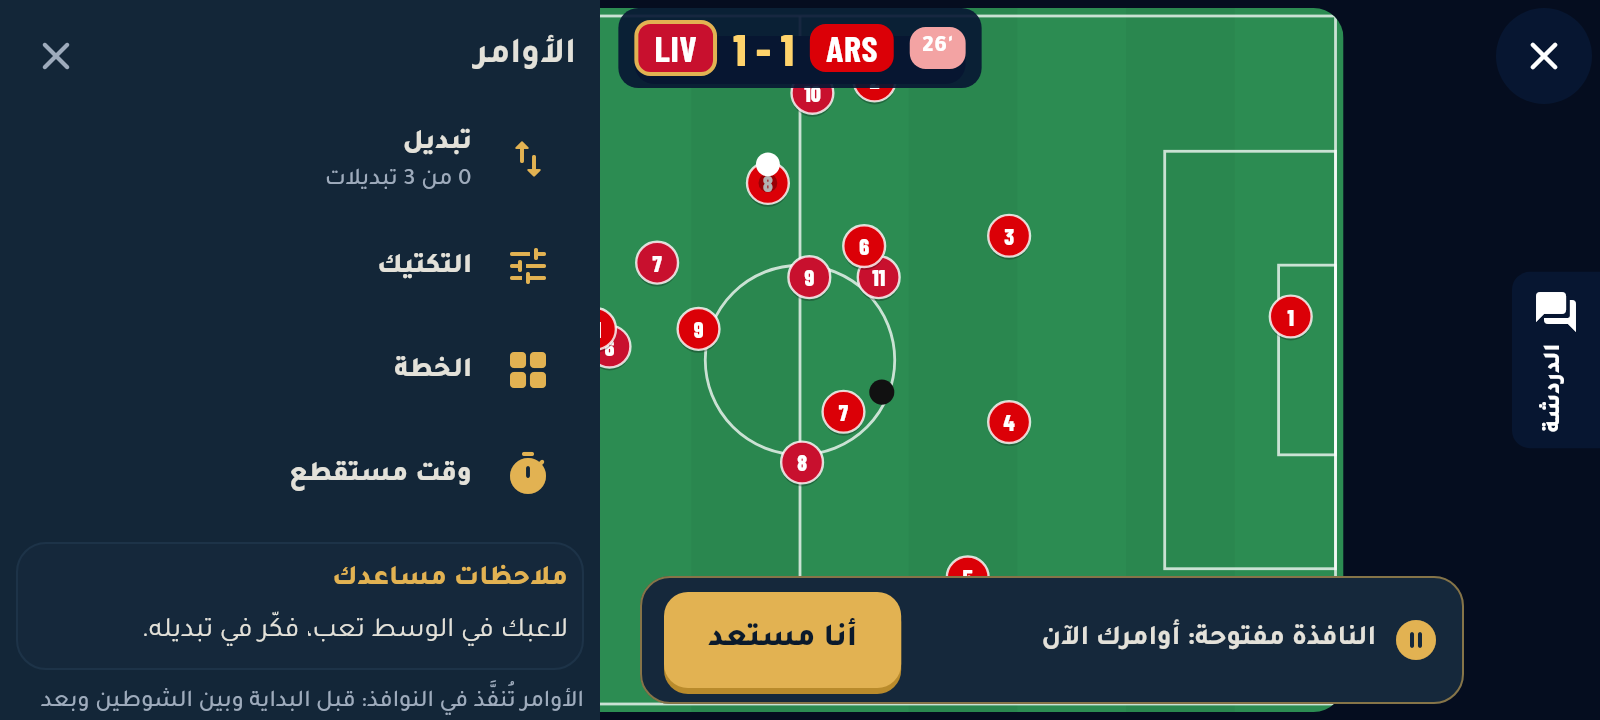 LIV 1 - 1 ARS 26'
الأوامر
تبديل
0 من 3 تبديلات
التكتيك
الخطة
وقت مستقطع
ملاحظات مساعدك
لاعبك في الوسط تعب، فكّر في تبديله.
الأوامر تُنفَّذ في النوافذ: قبل البداية وبين الشوطين وبعد
10
8
7
9
6
11
3
9
6
1
7
4
8
5
النافذة مفتوحة: أوامرك الآن
أنا مستعد
الدردشة